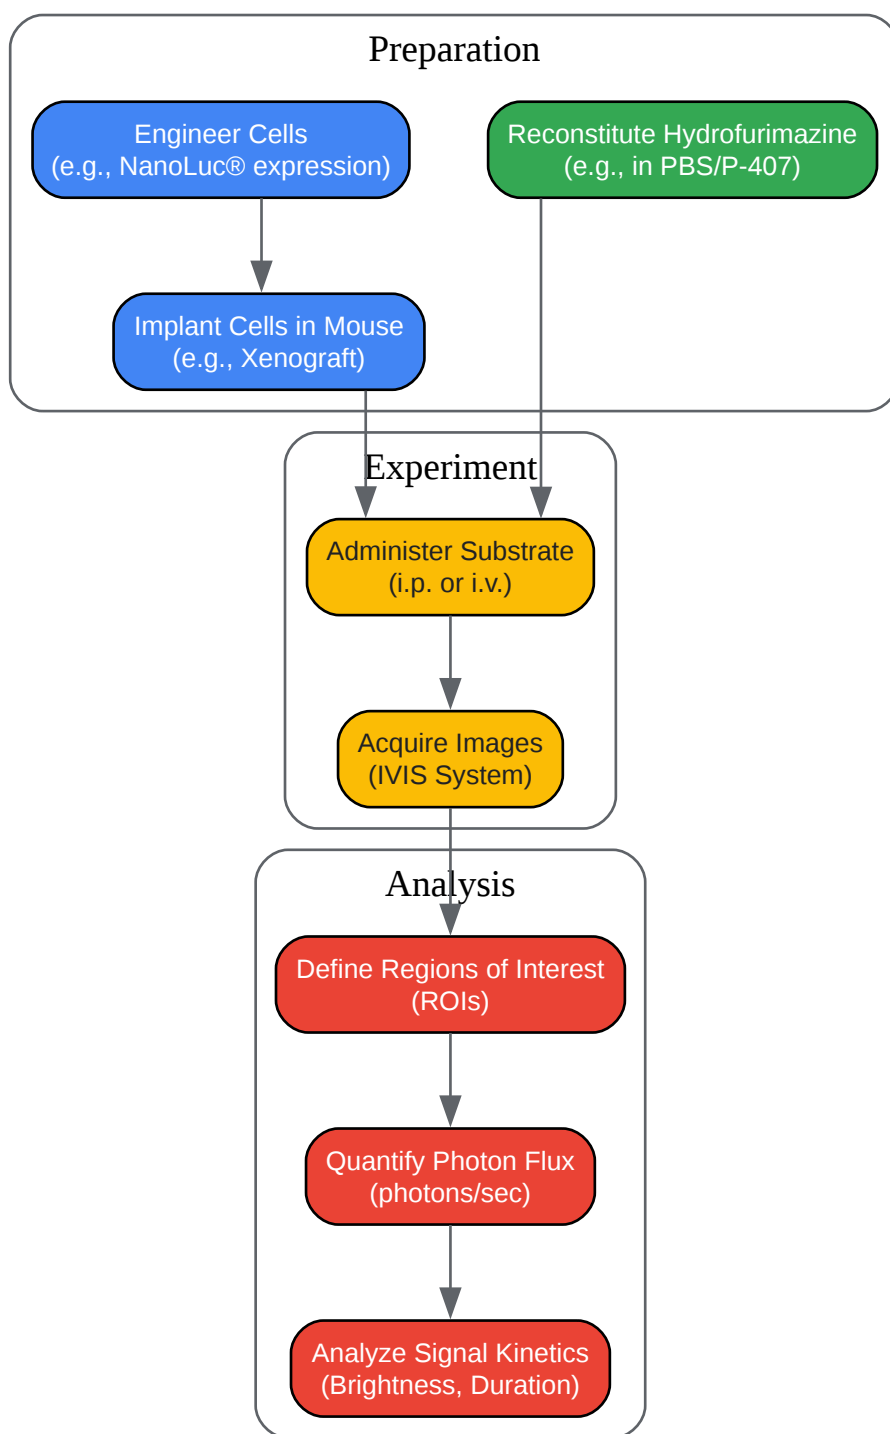 Preparation
Engineer Cells
(e.g., NanoLuc® expression)
Reconstitute Hydrofurimazine
(e.g., in PBS/P-407)
Implant Cells in Mouse
(e.g., Xenograft)
Experiment
Administer Substrate
(i.p. or i.v.)
Acquire Images
(IVIS System)
Analysis
Define Regions of Interest
(ROIs)
Quantify Photon Flux
(photons/sec)
Analyze Signal Kinetics
(Brightness, Duration)